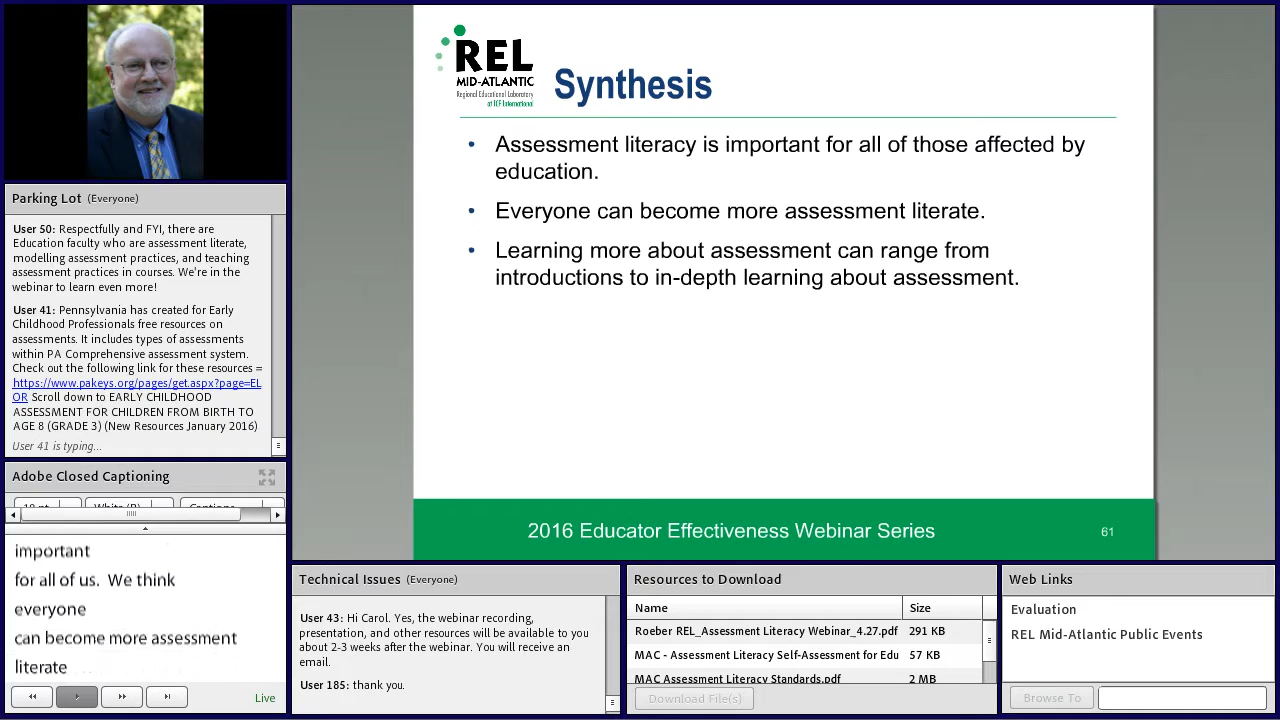 REL
MID-ATLANTIC
Regional Educational Laboratory
at ICF International
Synthesis
• Assessment literacy is important for all of those affected by
education.
• Everyone can become more assessment literate.
• Learning more about assessment can range from
introductions to in-depth learning about assessment.
2016 Educator Effectiveness Webinar Series
61
Parking Lot (Everyone)
User 50: Respectfully and FYI, there are
Education faculty who are assessment literate,
modelling assessment practices, and teaching
assessment practices in courses. We're in the
webinar to learn even more!
User 41: Pennsylvania has created for Early
Childhood Professionals free resources on
assessments. It includes types of assessments
within PA Comprehensive assessment system.
Check out the following link for these resources =
https://www.pakeys.org/pages/get.aspx?page=EL
OR Scroll down to EARLY CHILDHOOD
ASSESSMENT FOR CHILDREN FROM BIRTH TO
AGE 8 (GRADE 3) (New Resources January 2016)
User 41 is typing...
Adobe Closed Captioning
important
for all of us. We think
everyone
can become more assessment
literate
Live
Technical Issues (Everyone)
User 43: Hi Carol. Yes, the webinar recording,
presentation, and other resources will be available to you
about 2-3 weeks after the webinar. You will receive an
email.
User 185: thank you.
Resources to Download
Name Size
Roeber REL_Assessment Literacy Webinar_4.27.pdf 291 KB
MAC - Assessment Literacy Self-Assessment for Edu 57 KB
MAC Assessment Literacy Standards.pdf 2 MB
Download File(s)
Web Links
Evaluation
REL Mid-Atlantic Public Events
Browse To